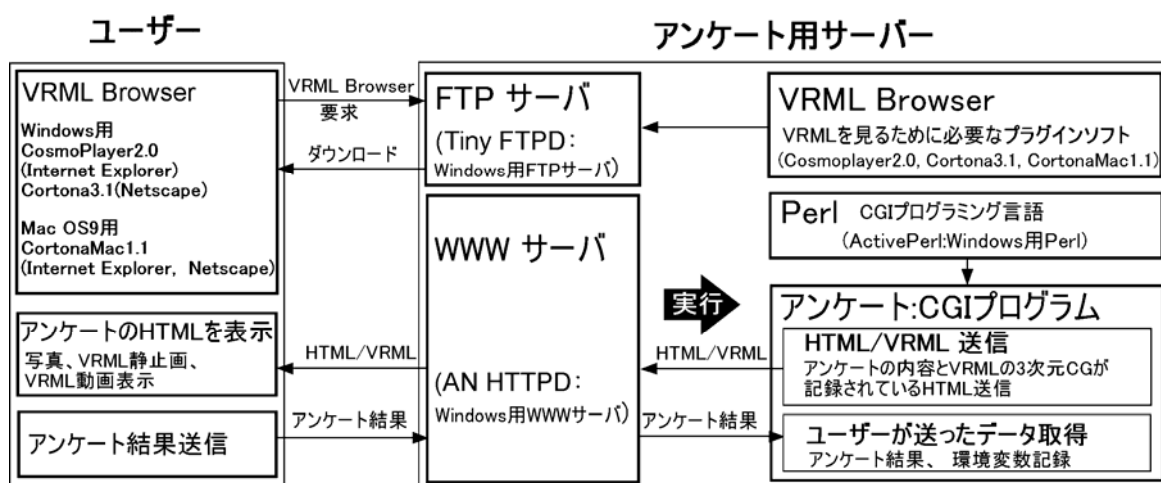 ユーザー
アンケート用サーバー
VRML Browser
Windows用
CosmoPlayer2.0
(Internet Explorer)
Cortona3.1(Netscape)
Mac OS9用
CortonaMac1.1
(Internet Explorer, Netscape)
VRML Browser
要求
ダウンロード
FTP サーバ
(Tiny FTPD:
Windows用FTPサーバ)
VRML Browser
VRMLを見るために必要なプラグインソフト
(Cosmoplayer2.0, Cortona3.1, CortonaMac1.1)
Perl CGIプログラミング言語
(ActivePerl:Windows用Perl)
WWW サーバ
(AN HTTPD:
Windows用WWWサーバ)
実行
アンケート:CGIプログラム
HTML/VRML 送信
アンケートの内容とVRMLの3次元CGが
記録されているHTML送信
ユーザーが送ったデータ取得
アンケート結果、 環境変数記録
HTML/VRML
アンケート結果
アンケートのHTMLを表示
写真、VRML静止画、
VRML動画表示
HTML/VRML
アンケート結果送信
アンケート結果